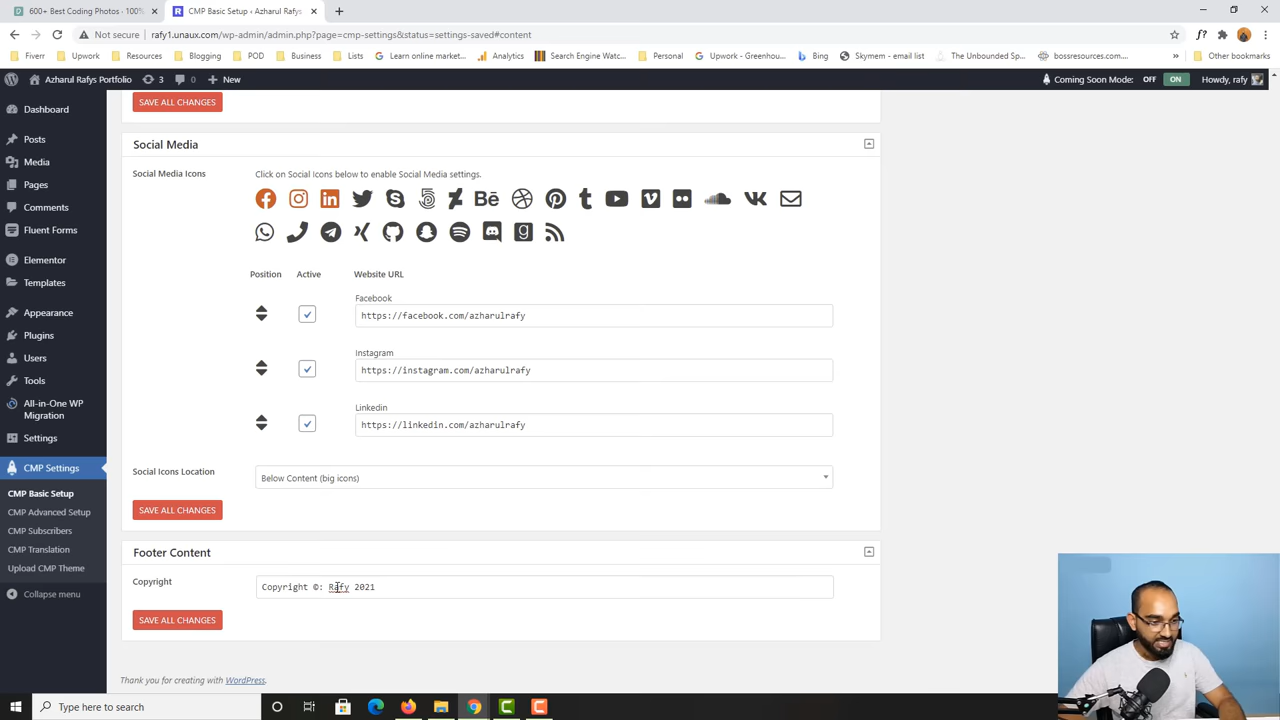 600+ Best Coding Photos · 100%
CMP Basic Setup ‹ Azharul Rafys
Not secure
rafy1.unaux.com/wp-admin/admin.php?page=cmp-settings&status=settings-saved#content
Fiverr
Upwork
Blogging
POD
Business
Lists
Learn online market...
Analytics
Search Engine Watc...
Personal
Upwork - Greenhou...
Bing
Skymem - email list
The Unbounded Sp...
bossresources.com...
Other bookmarks
Azharul Rafys Portfolio
3
0
New
Coming Soon Mode:
OFF
ON
Howdy, rafy
Dashboard
Posts
Media
Pages
Comments
Fluent Forms
Elementor
Templates
Appearance
Plugins
Users
Tools
All-in-One WP
Migration
Settings
CMP Settings
CMP Basic Setup
CMP Advanced Setup
CMP Subscribers
CMP Translation
Upload CMP Theme
Collapse menu
SAVE ALL CHANGES
Social Media
Social Media Icons
Click on Social Icons below to enable Social Media settings.
Position
Active
Website URL
Facebook
https://facebook.com/azharulrafy
Instagram
https://instagram.com/azharulrafy
Linkedin
https://linkedin.com/azharulrafy
Social Icons Location
Below Content (big icons)
SAVE ALL CHANGES
Footer Content
Copyright
Copyright ©: Rafy 2021
SAVE ALL CHANGES
Thank you for creating with WordPress.
Type here to search